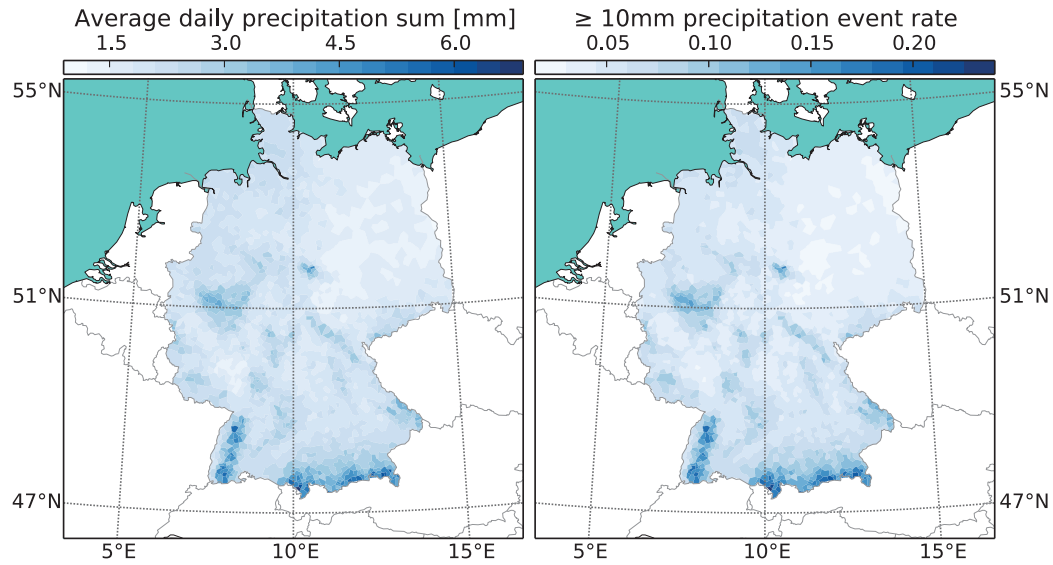 Average daily precipitation sum [mm]
1.5 3.0 4.5 6.0
≥ 10mm precipitation event rate
0.05 0.10 0.15 0.20
55°N
51°N
47°N
5°E 10°E 15°E
55°N
51°N
47°N
5°E 10°E 15°E